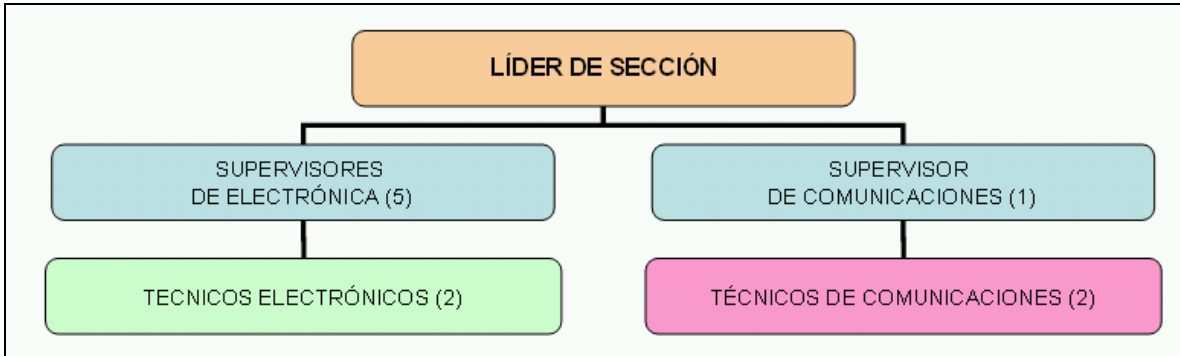 LÍDER DE SECCIÓN
SUPERVISORES
DE ELECTRÓNICA (5)
SUPERVISOR
DE COMUNICACIONES (1)
TECNICOS ELECTRÓNICOS (2)
TÉCNICOS DE COMUNICACIONES (2)